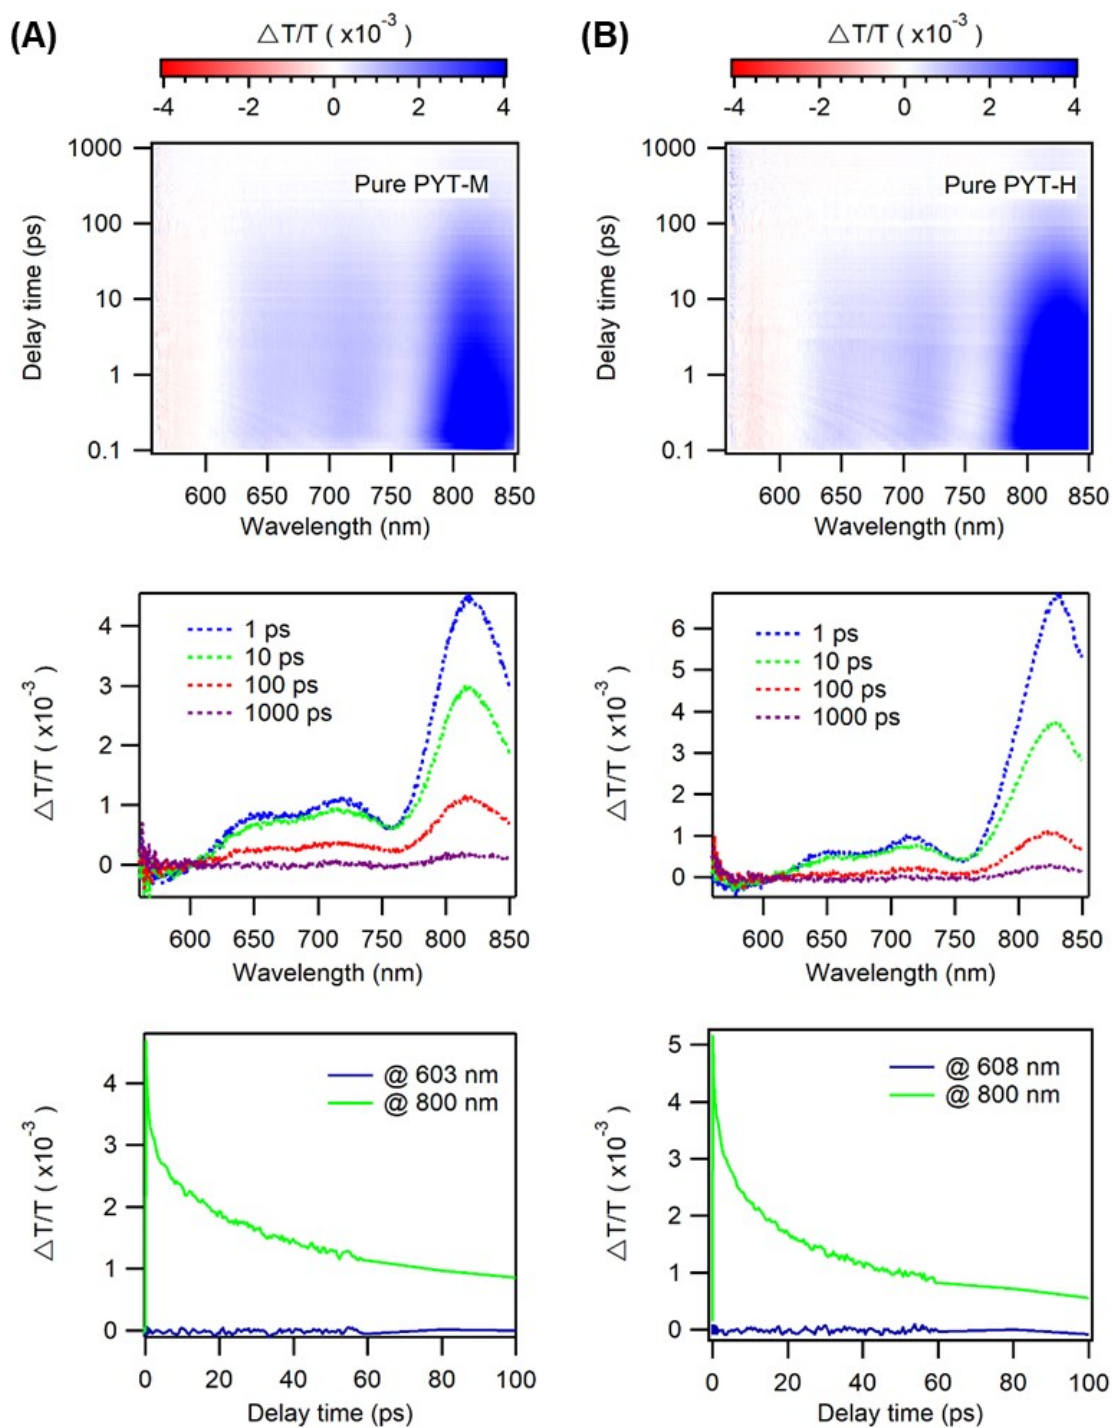 (A)
△T/T ( x10⁻³ )
-4 -2 0 2 4
1000
100
10
1
0.1
Delay time (ps)
Pure PYT-M
600 650 700 750 800 850
Wavelength (nm)
(B)
△T/T ( x10⁻³ )
-4 -2 0 2 4
1000
100
10
1
0.1
Delay time (ps)
Pure PYT-H
600 650 700 750 800 850
Wavelength (nm)
△T/T ( x10⁻³ )
4
3
2
1
0
1 ps
10 ps
100 ps
1000 ps
600 650 700 750 800 850
Wavelength (nm)
△T/T ( x10⁻³ )
6
5
4
3
2
1
0
1 ps
10 ps
100 ps
1000 ps
600 650 700 750 800 850
Wavelength (nm)
△T/T ( x10⁻³ )
4
3
2
1
0
@ 603 nm
@ 800 nm
0 20 40 60 80 100
Delay time (ps)
△T/T ( x10⁻³ )
5
4
3
2
1
0
@ 608 nm
@ 800 nm
0 20 40 60 80 100
Delay time (ps)